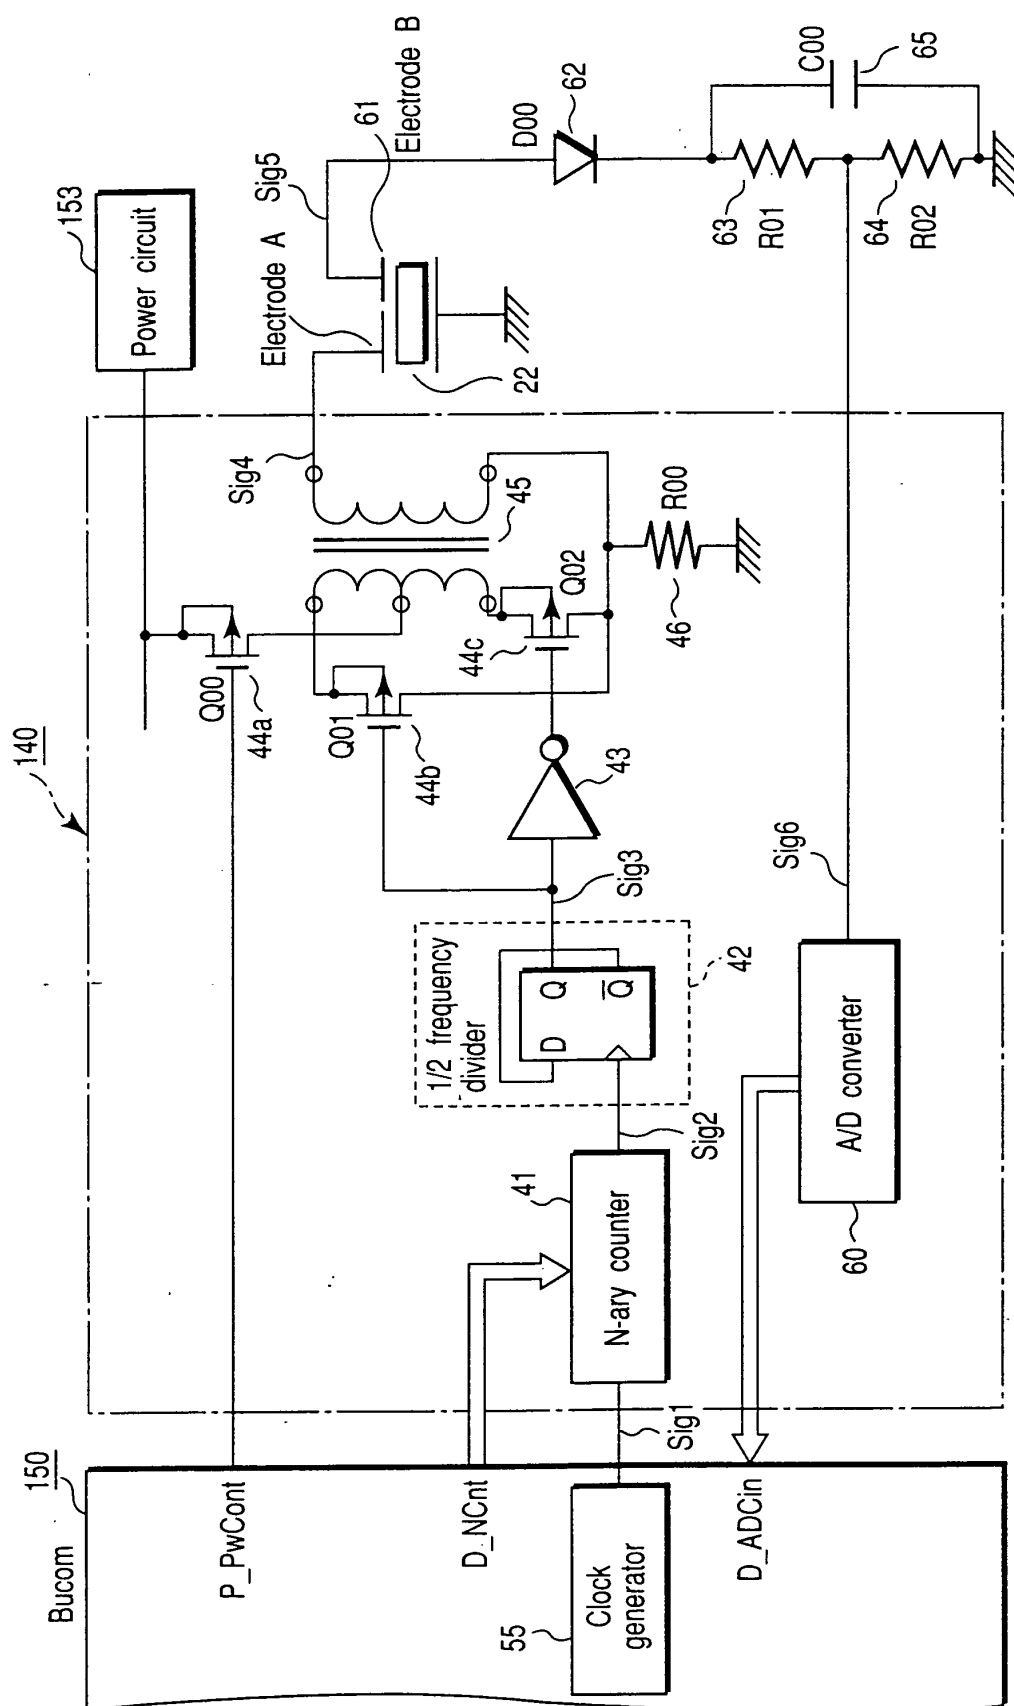 Bucom
150
P_PwCont
D_NCnt
Clock
generator
55
D_ADCin
140
Sig1
N-ary counter
41
Sig2
1/2 frequency
divider
D
Q
Q
42
Sig3
43
A/D converter
60
Sig6
Q00
44a
Q01
44b
44c
Q02
Sig4
45
R00
46
Power circuit
153
Electrode A
Sig5
61
Electrode B
22
D00
62
63
R01
64
R02
C00
65